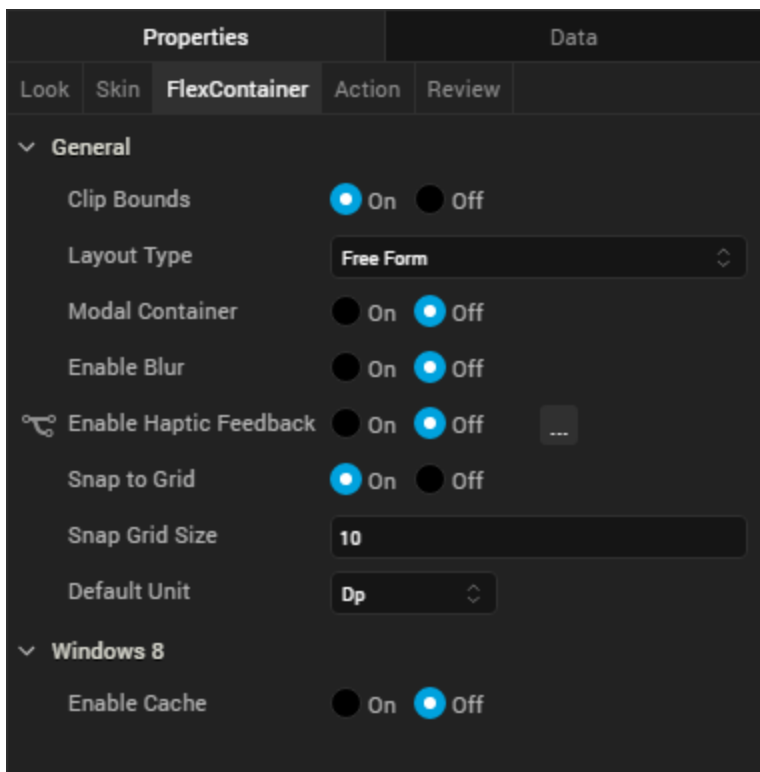 Properties Data
Look Skin FlexContainer Action Review
General
Clip Bounds On Off
Layout Type Free Form
Modal Container On Off
Enable Blur On Off
Enable Haptic Feedback On Off ...
Snap to Grid On Off
Snap Grid Size 10
Default Unit Dp
Windows 8
Enable Cache On Off